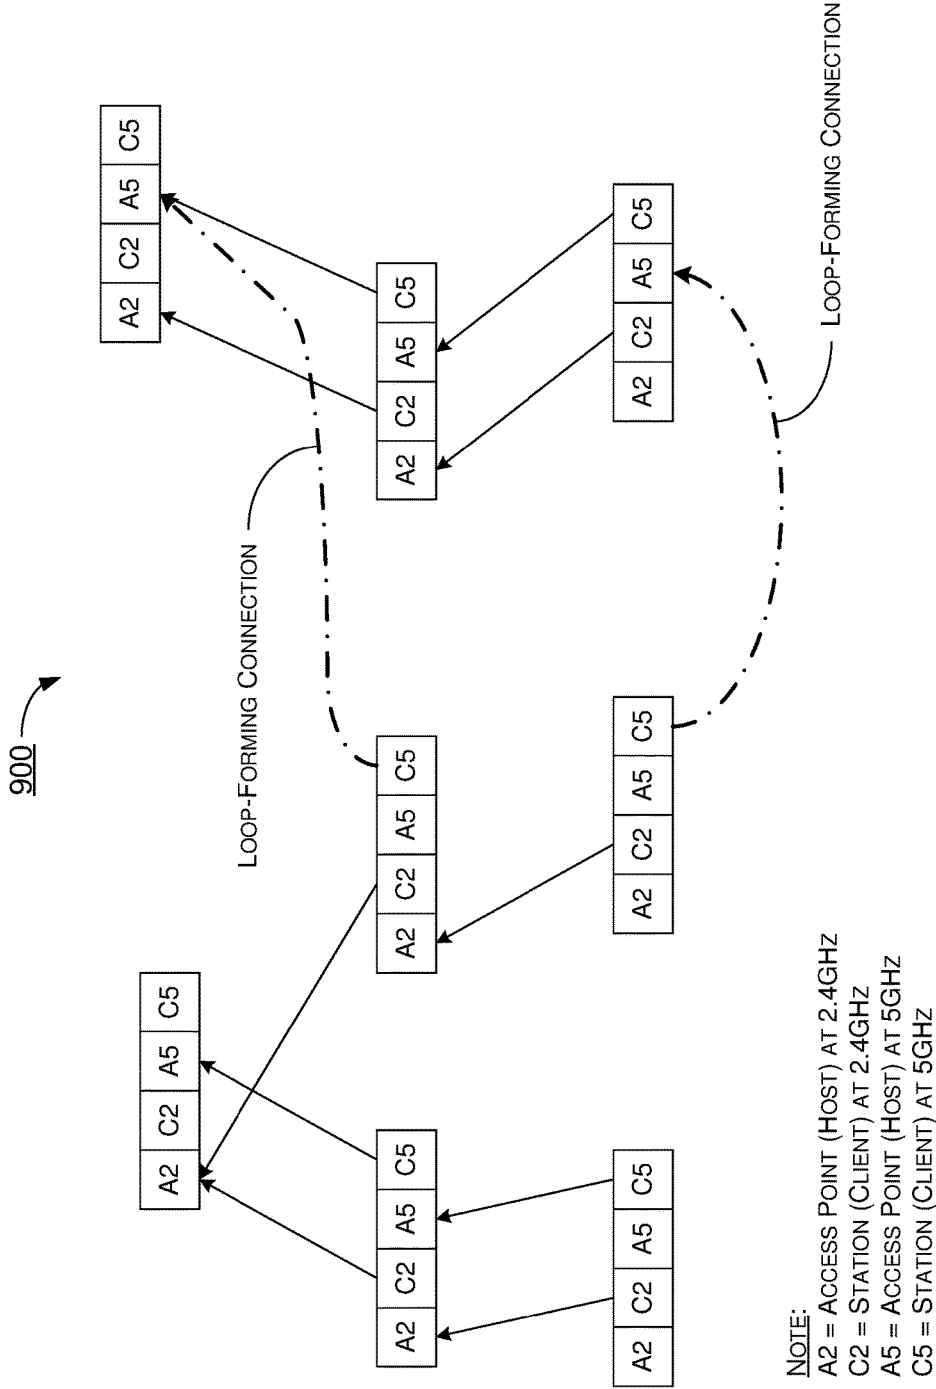 900
A2 C2 A5 C5
A2 C2 A5 C5
LOOP-FORMING CONNECTION
A2 C2 A5 C5
A2 C2 A5 C5
A2 C2 A5 C5
A2 C2 A5 C5
A2 C2 A5 C5
A2 C2 A5 C5
LOOP-FORMING CONNECTION
NOTE:
A2 = ACCESS POINT (HOST) AT 2.4GHZ
C2 = STATION (CLIENT) AT 2.4GHZ
A5 = ACCESS POINT (HOST) AT 5GHZ
C5 = STATION (CLIENT) AT 5GHZ